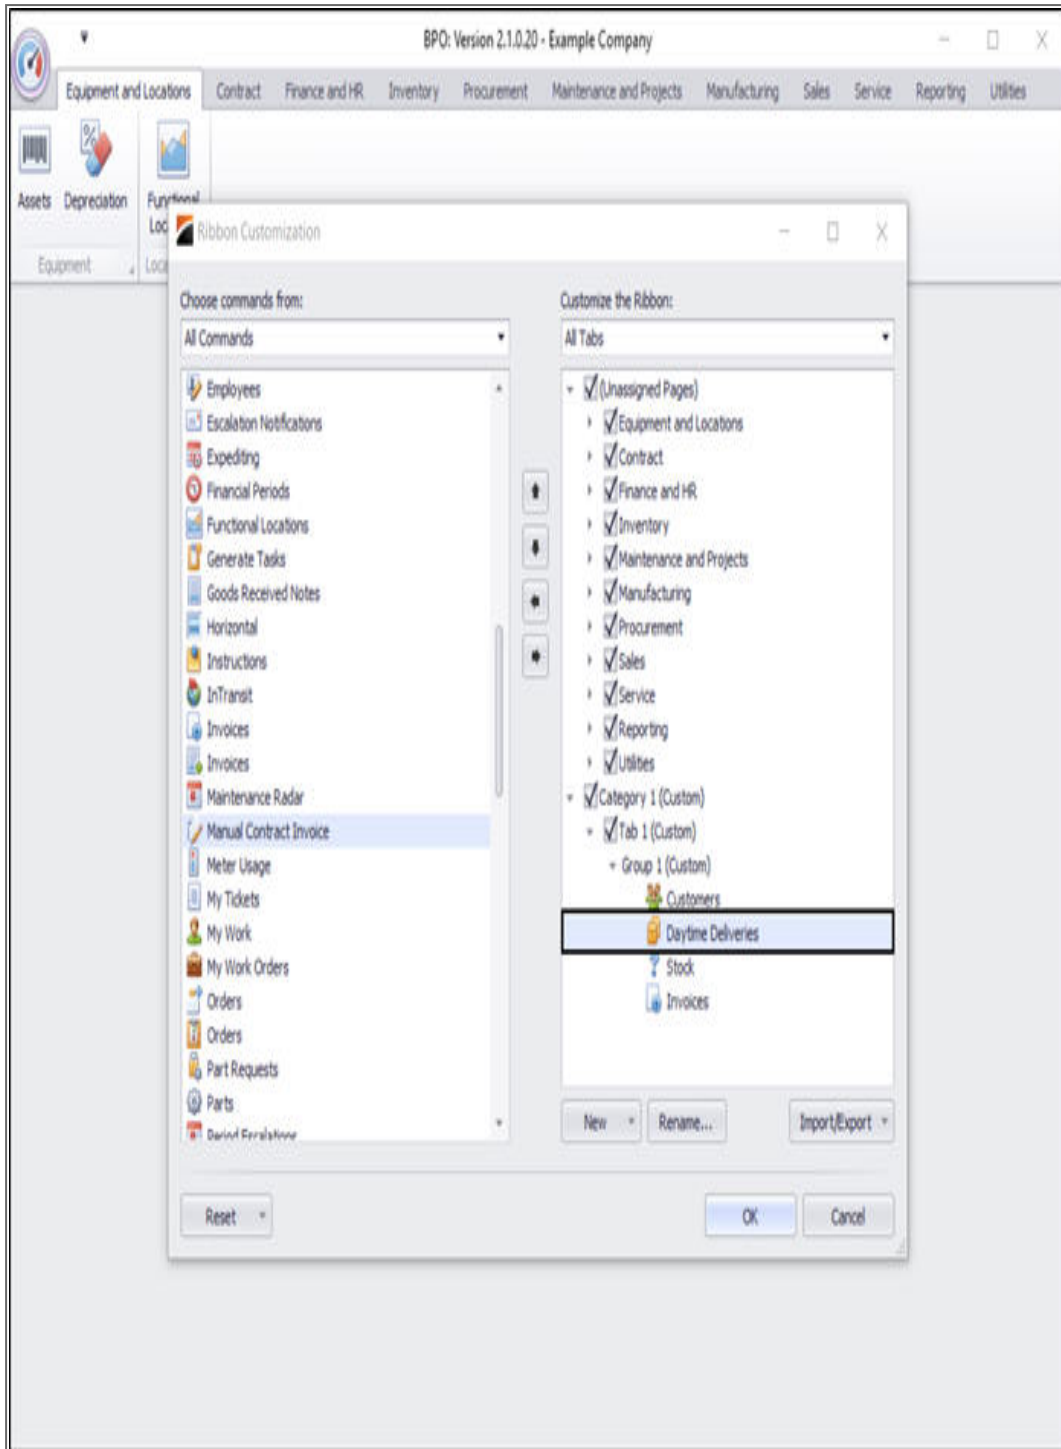 BPO: Version 2.1.0.20 - Example Company
Equipment and Locations Contract Finance and HR Inventory Procurement Maintenance and Projects Manufacturing Sales Service Reporting Utilities
Assets Depreciation Functional
Equipment
Ribbon Customization
Choose commands from:
All Commands
Employees
Escalation Notifications
Expediting
Financial Periods
Functional Locations
Generate Tasks
Goods Received Notes
Horizontal
Instructions
InTransit
Invoices
Invoices
Maintenance Radar
Manual Contract Invoice
Meter Usage
My Tickets
My Work
My Work Orders
Orders
Orders
Part Requests
Parts
Period Escalations
Customize the Ribbon:
All Tabs
(Unassigned Pages)
Equipment and Locations
Contract
Finance and HR
Inventory
Maintenance and Projects
Manufacturing
Procurement
Sales
Service
Reporting
Utilities
Category 1 (Custom)
Tab 1 (Custom)
Group 1 (Custom)
Customers
Daytime Deliveries
Stock
Invoices
New Rename... Import/Export
Reset OK Cancel